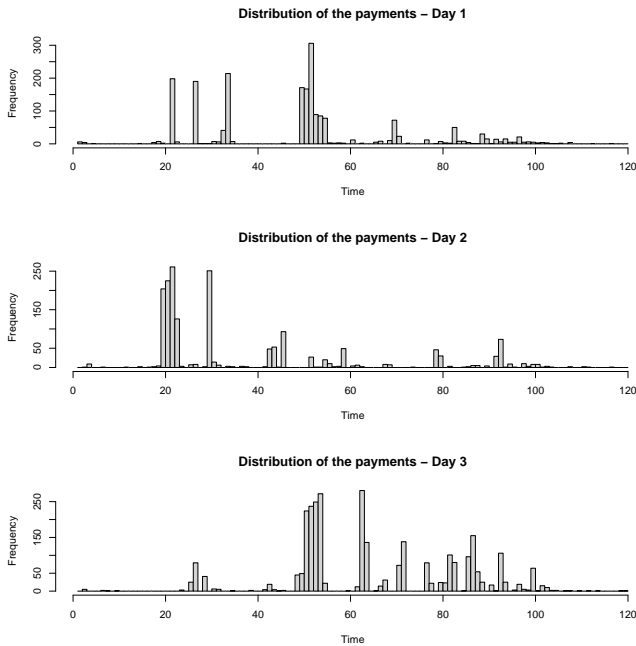 Distribution of the payments – Day 1
Frequency
0 100 200 300
0 20 40 60 80 100 120
Time
Distribution of the payments – Day 2
Frequency
0 50 150 250
0 20 40 60 80 100 120
Time
Distribution of the payments – Day 3
Frequency
0 50 150 250
0 20 40 60 80 100 120
Time